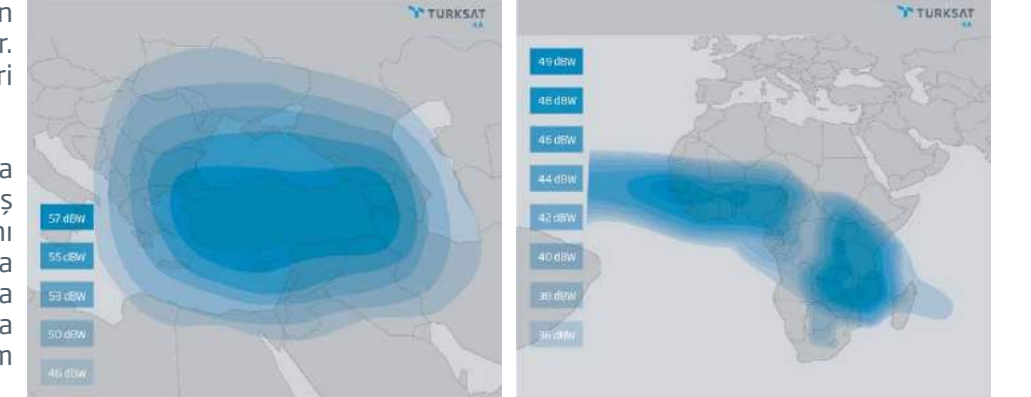 n
r.
ri
a
ş
nı
a
a
a
m
TURKSAT
4A
57 dBW
55 dBW
53 dBW
50 dBW
46 dBW
TURKSAT
4A
49 dBW
48 dBW
46 dBW
44 dBW
42 dBW
40 dBW
38 dBW
36 dBW